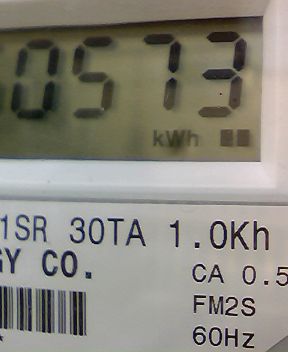 0573
kWh
1SR 30TA 1.0Kh
GY CO.
CA 0.5
FM2S
60Hz